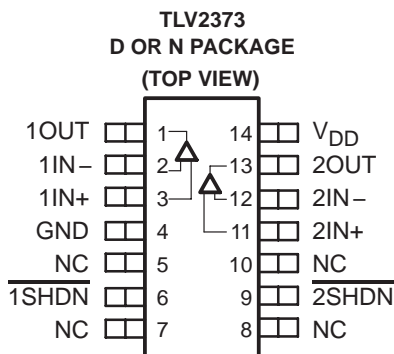 TLV2373
D OR N PACKAGE
(TOP VIEW)
1OUT 1 14 VDD
1IN− 2 13 2OUT
1IN+ 3 12 2IN−
GND 4 11 2IN+
NC 5 10 NC
1SHDN 6 9 2SHDN
NC 7 8 NC